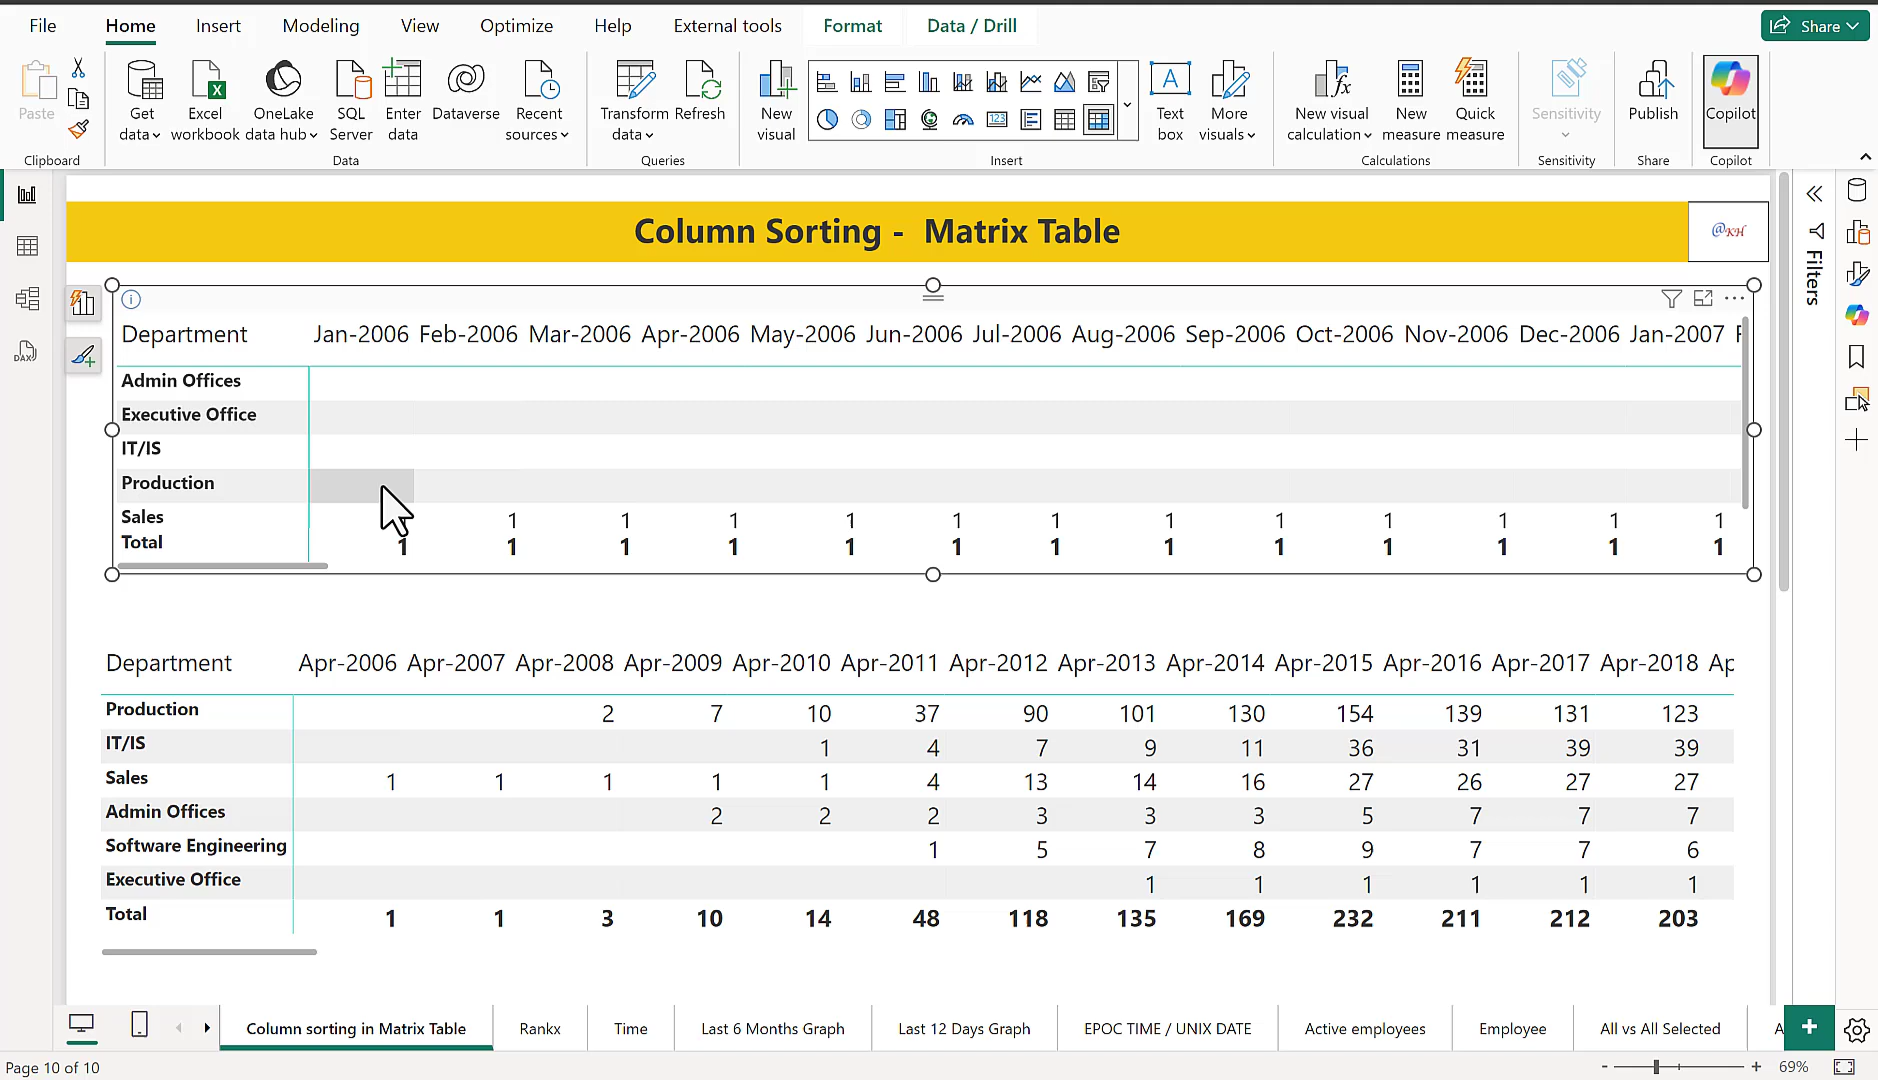 File Home Insert Modeling View Optimize Help External tools Format Data / Drill Share
Paste
Get data
Excel workbook
OneLake data hub
SQL Server
Enter data
Dataverse
Recent sources
Transform data
Refresh
New visual
Text box
More visuals
New visual calculation
New measure
Quick measure
Sensitivity
Publish
Copilot
Clipboard Data Queries Insert Calculations Sensitivity Share Copilot
Column Sorting - Matrix Table
@KH
Filters
DAX
Department Jan-2006 Feb-2006 Mar-2006 Apr-2006 May-2006 Jun-2006 Jul-2006 Aug-2006 Sep-2006 Oct-2006 Nov-2006 Dec-2006 Jan-2007
Admin Offices
Executive Office
IT/IS
Production
Sales 1 1 1 1 1 1 1 1 1 1 1 1
Total 1 1 1 1 1 1 1 1 1 1 1 1 1
Department Apr-2006 Apr-2007 Apr-2008 Apr-2009 Apr-2010 Apr-2011 Apr-2012 Apr-2013 Apr-2014 Apr-2015 Apr-2016 Apr-2017 Apr-2018 Ap
Production 2 7 10 37 90 101 130 154 139 131 123
IT/IS 1 4 7 9 11 36 31 39 39
Sales 1 1 1 1 1 4 13 14 16 27 26 27 27
Admin Offices 2 2 2 3 3 3 5 7 7 7
Software Engineering 1 5 7 8 9 7 7 6
Executive Office 1 1 1 1 1 1
Total 1 1 3 10 14 48 118 135 169 232 211 212 203
Column sorting in Matrix Table Rankx Time Last 6 Months Graph Last 12 Days Graph EPOC TIME / UNIX DATE Active employees Employee All vs All Selected A
Page 10 of 10 69%